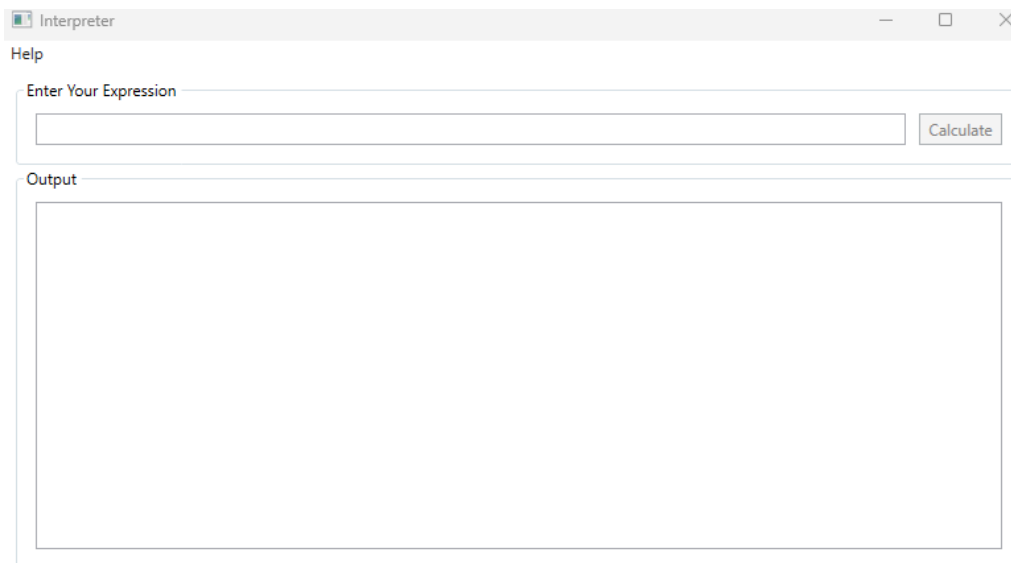 Interpreter
Help
Enter Your Expression
Calculate
Output